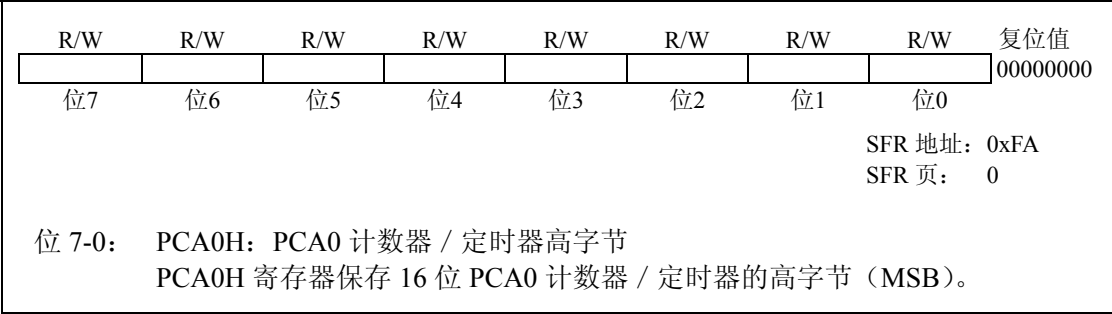 R/W R/W R/W R/W R/W R/W R/W R/W 复位值
00000000
位7 位6 位5 位4 位3 位2 位1 位0
SFR 地址：0xFA
SFR 页： 0
位 7-0： PCA0H：PCA0 计数器／定时器高字节
PCA0H 寄存器保存 16 位 PCA0 计数器／定时器的高字节（MSB）。